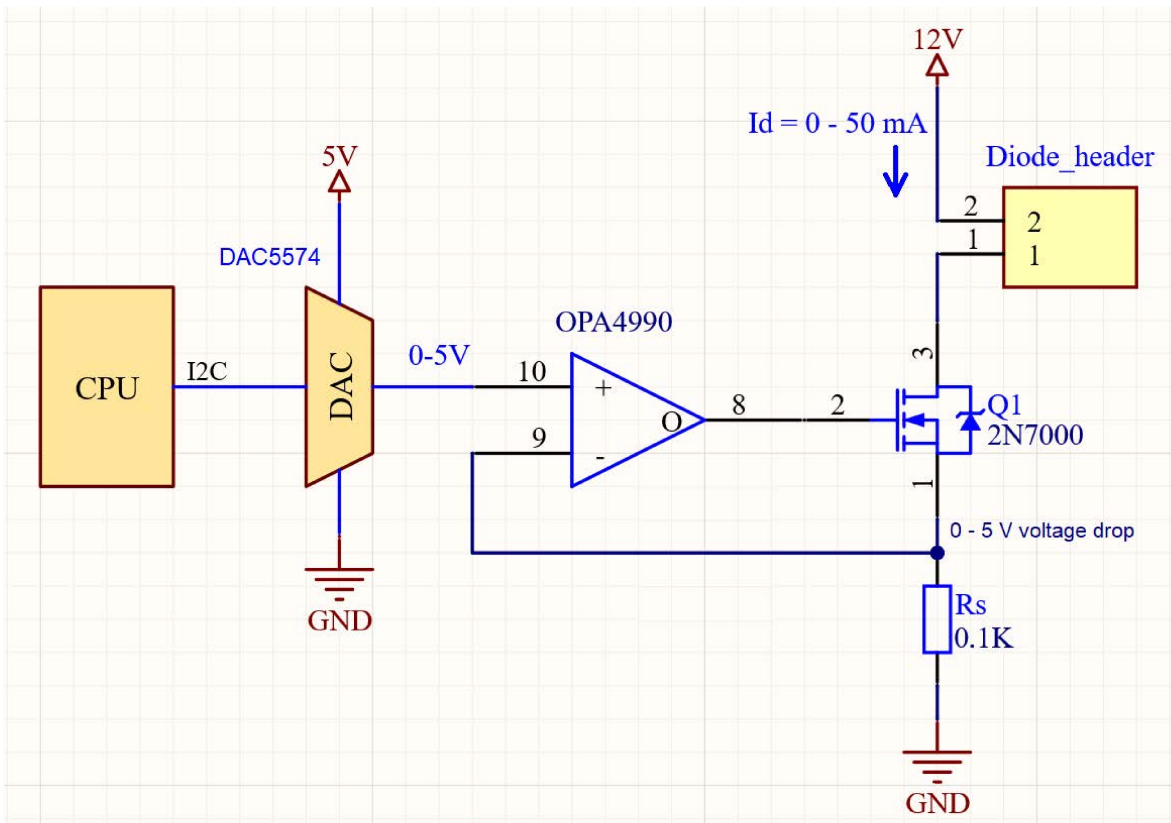 12V
Id = 0 - 50 mA
Diode_header
5V
2
2
1
1
DAC5574
OPA4990
3
CPU
I2C
DAC
0-5V
10
+
O
8
2
Q1
2N7000
9
-
1
0 - 5 V voltage drop
Rs
0.1K
GND
GND